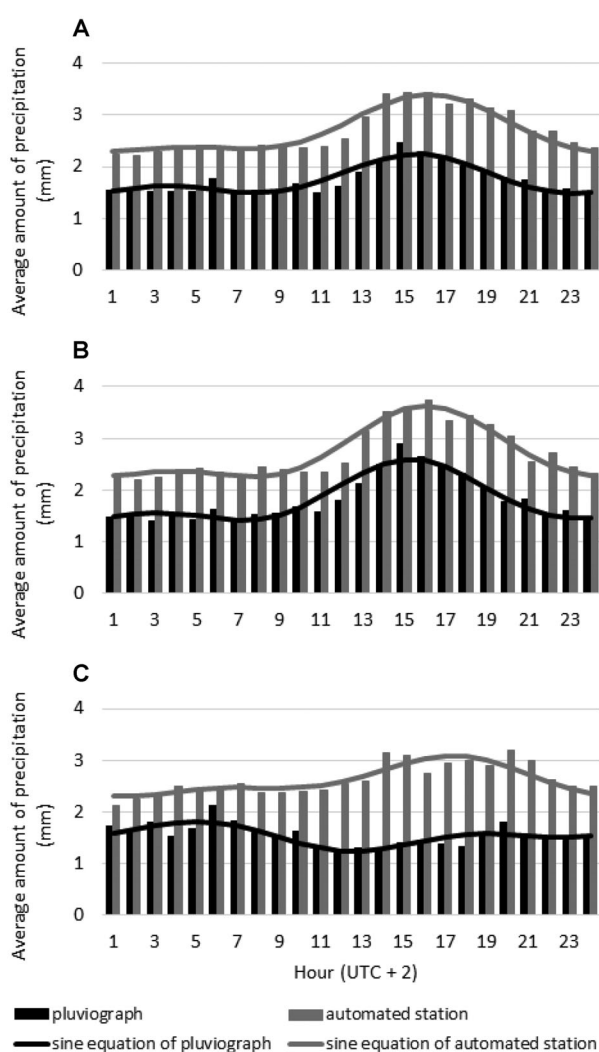 A
Average amount of precipitation
(mm)
4
3
2
1
0
1 3 5 7 9 11 13 15 17 19 21 23
B
Average amount of precipitation
(mm)
4
3
2
1
0
1 3 5 7 9 11 13 15 17 19 21 23
C
Average amount of precipitation
(mm)
4
3
2
1
0
1 3 5 7 9 11 13 15 17 19 21 23
Hour (UTC + 2)
pluviograph automated station
sine equation of pluviograph sine equation of automated station